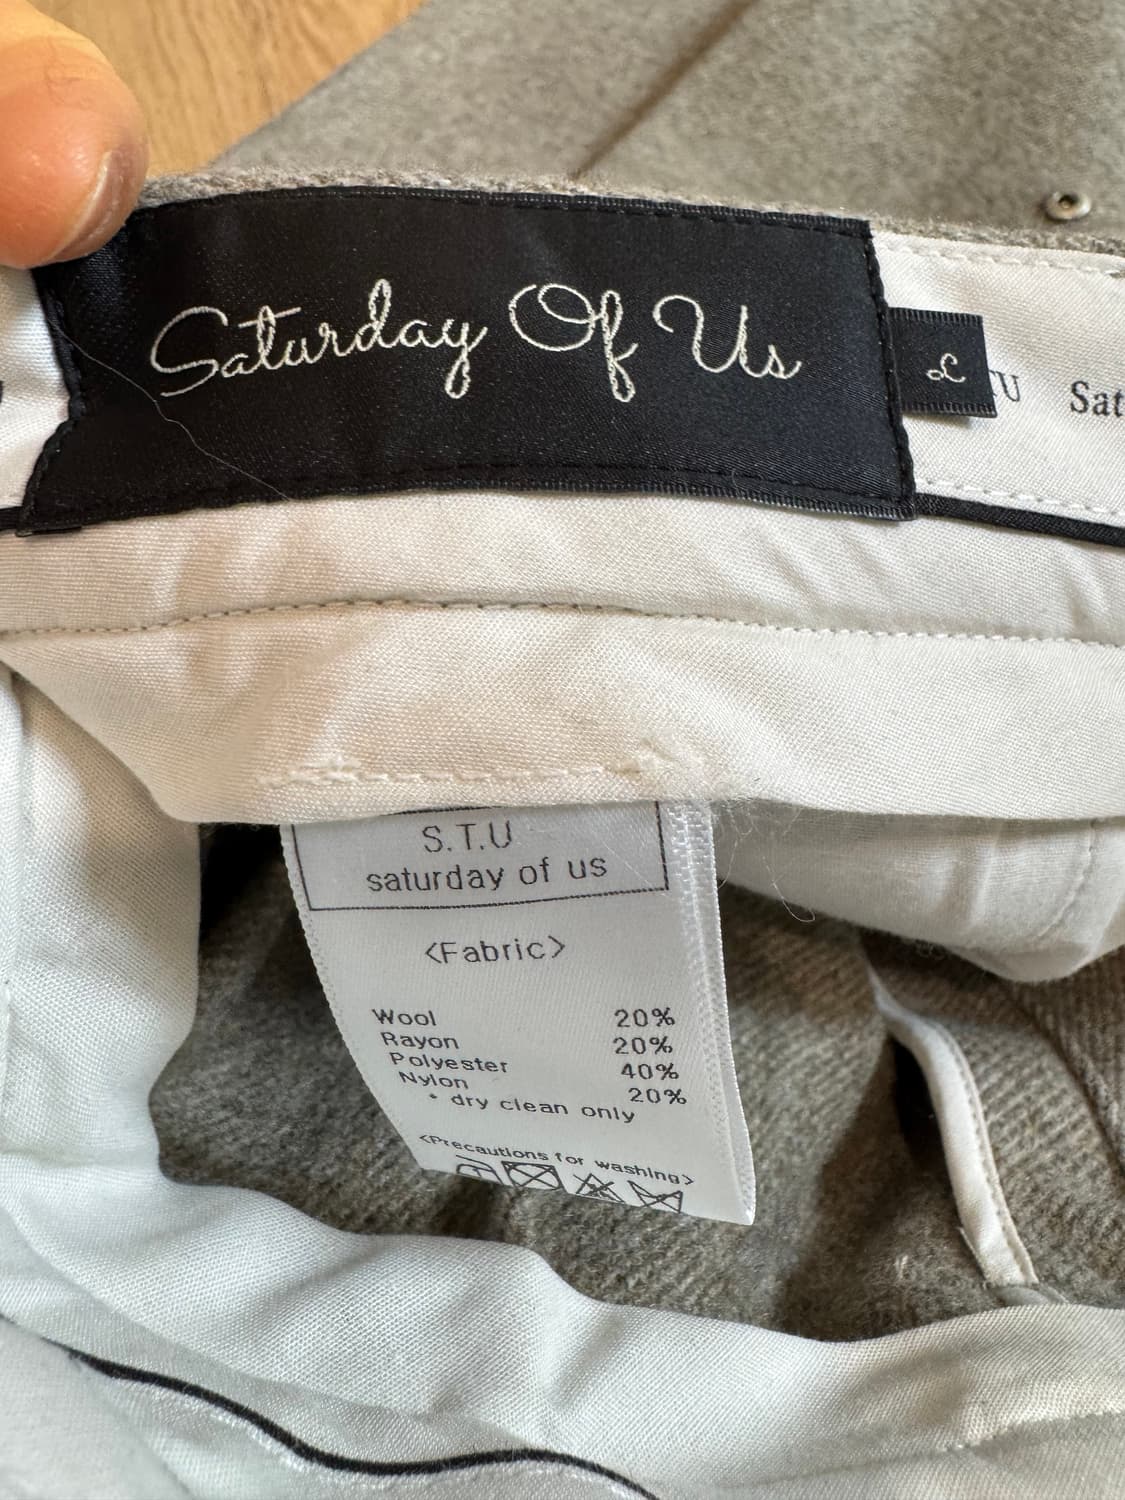 Saturday Of Us
L
TU Sat
S.T.U
saturday of us
<Fabric>
Wool 20%
Rayon 20%
Polyester 40%
Nylon 20%
* dry clean only
<Precautions for washing>